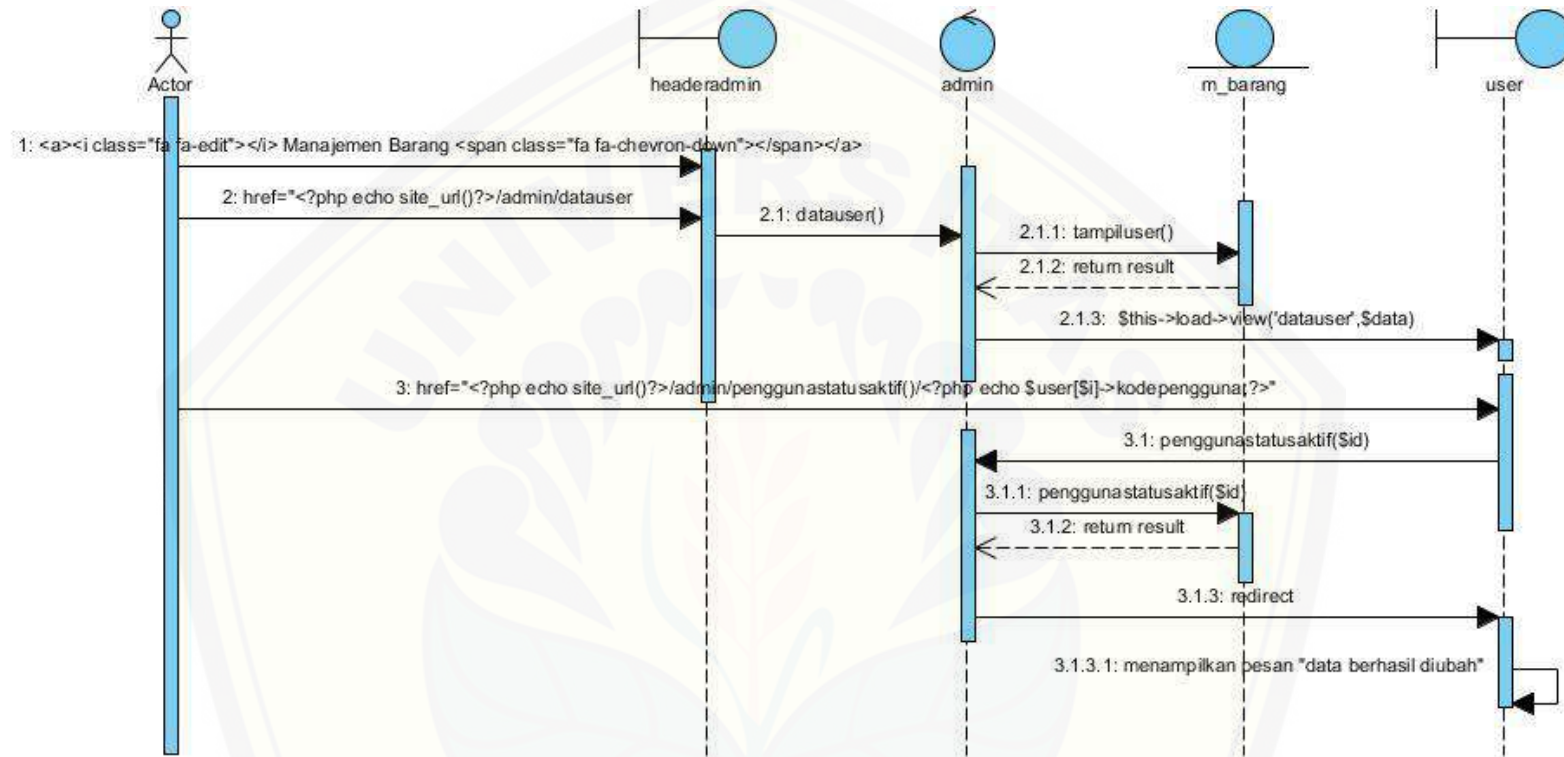 Actor
headeradmin
admin
m_barang
user
1: <a><i class="fa fa-edit"></i> Manajemen Barang <span class="fa fa-chevron-down"></span></a>
2: href="<?php echo site_url()?>/admin/datauser
2.1: datauser()
2.1.1: tampiluser()
2.1.2: return result
2.1.3: $this->load->view('datauser',$data)
3: href="<?php echo site_url()?>/admin/penggunastatusaktif()/<?php echo $user[$i]->kodepengguna;?>"
3.1: penggunastatusaktif($id)
3.1.1: penggunastatusaktif($id)
3.1.2: return result
3.1.3: redirect
3.1.3.1: menampilkan pesan "data berhasil diubah"
UNIVERSITAS